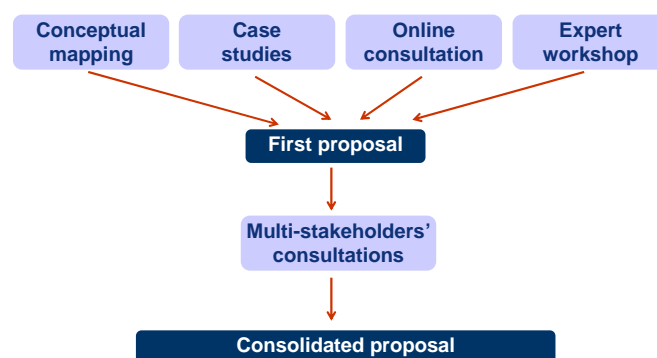 Conceptual
mapping
Case
studies
Online
consultation
Expert
workshop
First proposal
Multi-stakeholders’
consultations
Consolidated proposal